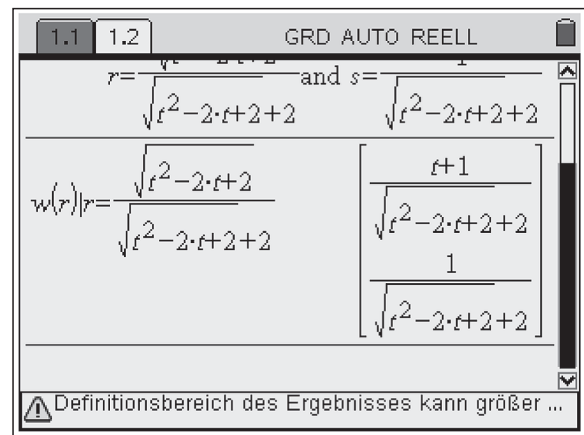 1.1 1.2 GRD AUTO REELL
r= √(t²-2·t+2)+2 and s= 1 √(t²-2·t+2)+2
w(r)|r= √(t²-2·t+2) / (√(t²-2·t+2)+2)
[ (t+1) / (√(t²-2·t+2)+2)
1 / (√(t²-2·t+2)+2) ]
Definitionsbereich des Ergebnisses kann größer ...